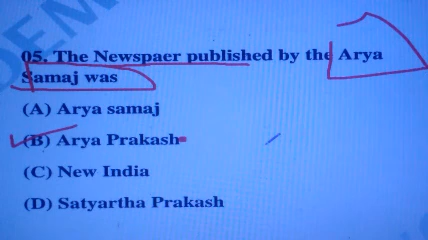 05. The Newspaer published by the Arya
Samaj was
(A) Arya samaj
(B) Arya Prakash
(C) New India
(D) Satyartha Prakash